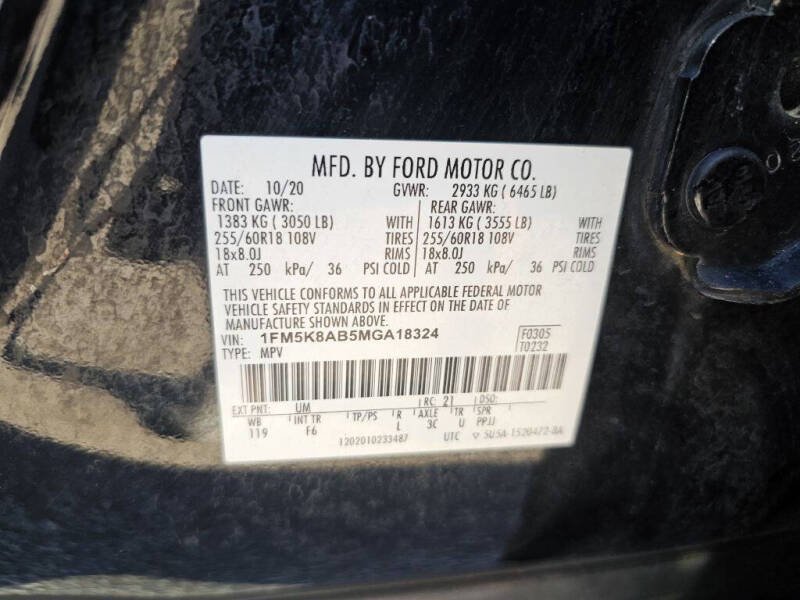 MFD. BY FORD MOTOR CO.
DATE: 10/20 GVWR: 2933 KG ( 6465 LB)
FRONT GAWR: REAR GAWR:
1383 KG ( 3050 LB) WITH 1613 KG ( 3555 LB) WITH
255/60R18 108V TIRES 255/60R18 108V TIRES
18x8.0J RIMS 18x8.0J RIMS
AT 250 kPa/ 36 PSI COLD AT 250 kPa/ 36 PSI COLD
THIS VEHICLE CONFORMS TO ALL APPLICABLE FEDERAL MOTOR
VEHICLE SAFETY STANDARDS IN EFFECT ON THE DATE OF
MANUFACTURE SHOWN ABOVE.
VIN: 1FM5K8AB5MGA18324 F0305
TYPE: MPV T0232
EXT PNT: UM RC: 21 DSO:
WB INT TR TP/PS R AXLE TR SPR
119 F6 L 3C U PPJJ
1202010233487 UTC 5U5A-1520472-BA